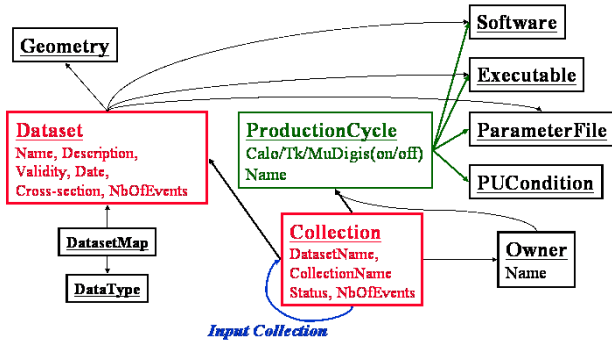 Software
Geometry
Executable
Dataset
Name, Description,
Validity, Date,
Cross-section, NbOfEvents
ProductionCycle
Calo/Tk/MuDigis(on/off)
Name
ParameterFile
PUCondition
Collection
DatasetName,
CollectionName
Status, NbOfEvents
Owner
Name
DatasetMap
DataType
Input Collection